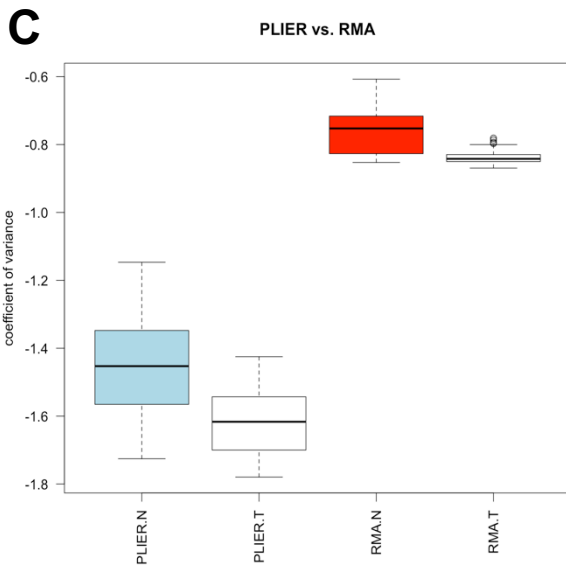 C
PLIER vs. RMA
coefficient of variance
-0.6
-0.8
-1.0
-1.2
-1.4
-1.6
-1.8
PLIER.N
PLIER.T
RMA.N
RMA.T